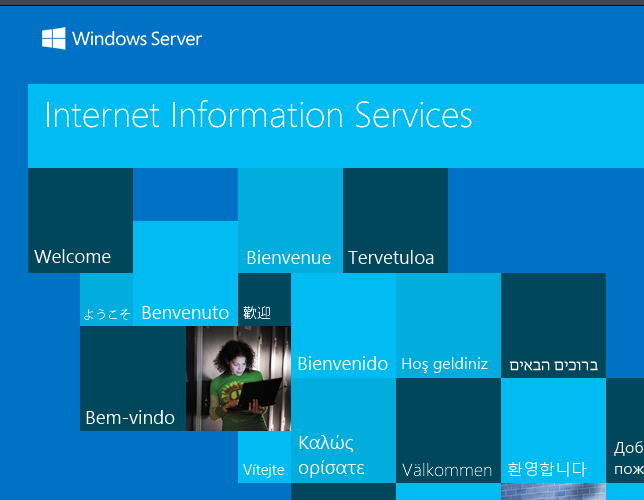 Windows Server
Internet Information Services
Welcome
Bienvenue
Tervetuloa
ようこそ
Benvenuto
歡迎
Bienvenido
Hoş geldiniz
ברוכים הבאים
Bem-vindo
Vítejte
Καλώς
ορίσατε
Välkommen
환영합니다
Доб
пож